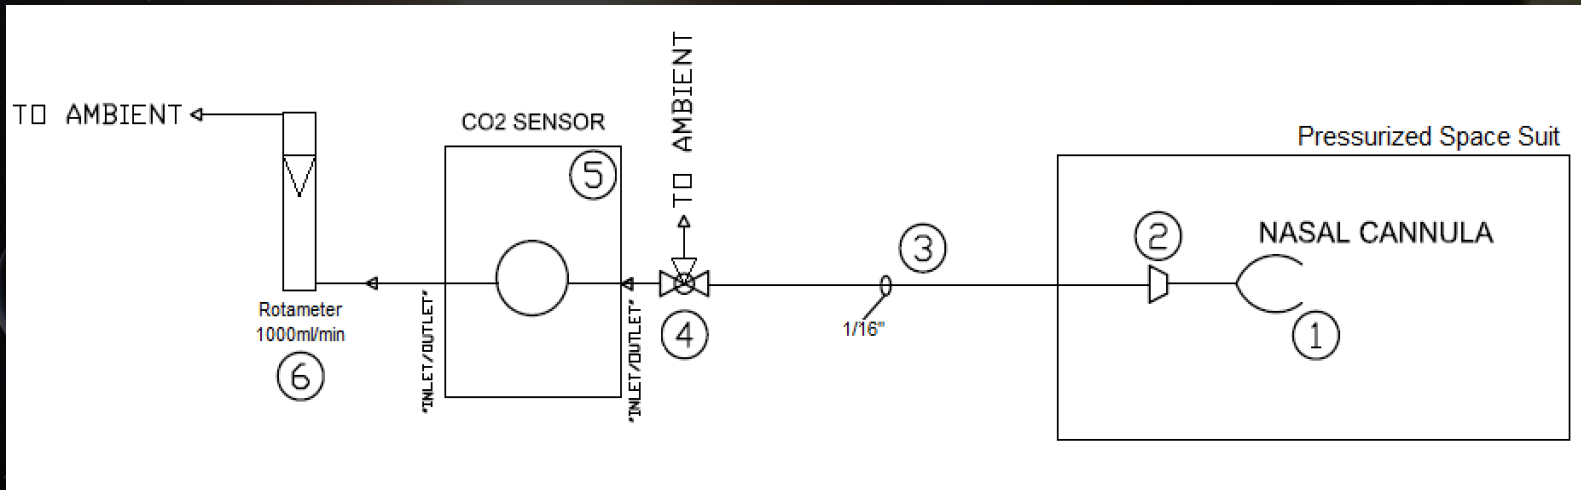 TO AMBIENT
CO2 SENSOR
5
TO AMBIENT
Pressurized Space Suit
2
NASAL CANNULA
3
1/16"
1
4
"INLET/OUTLET"
"INLET/OUTLET"
Rotameter
1000ml/min
6